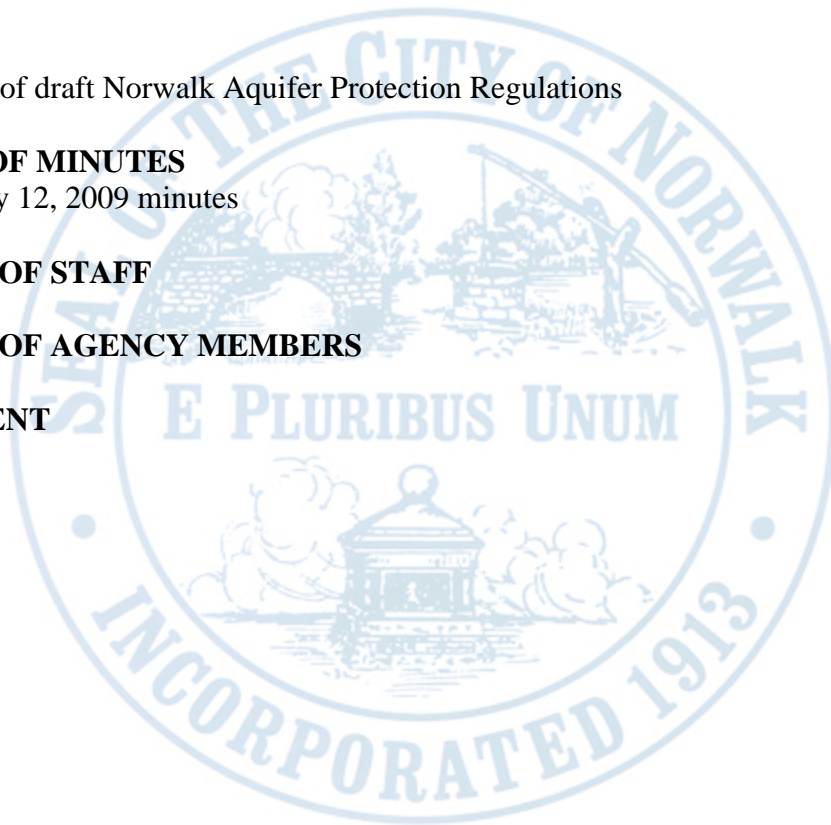 of draft Norwalk Aquifer Protection Regulations
OF MINUTES
y 12, 2009 minutes
OF STAFF
OF AGENCY MEMBERS
ENT
SEAL OF THE CITY OF NORWALK
E PLURIBUS UNUM
INCORPORATED 1913